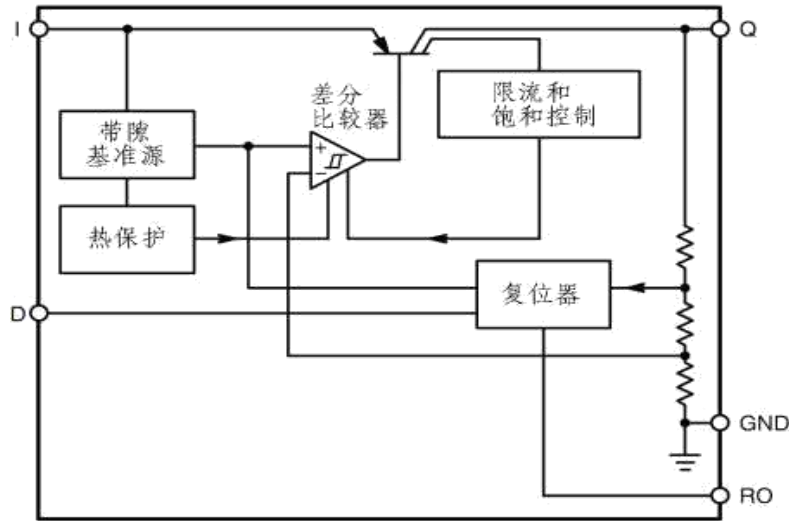 I
Q
差分
比较器
限流和
饱和控制
带隙
基准源
+
−
热保护
复位器
D
GND
RO